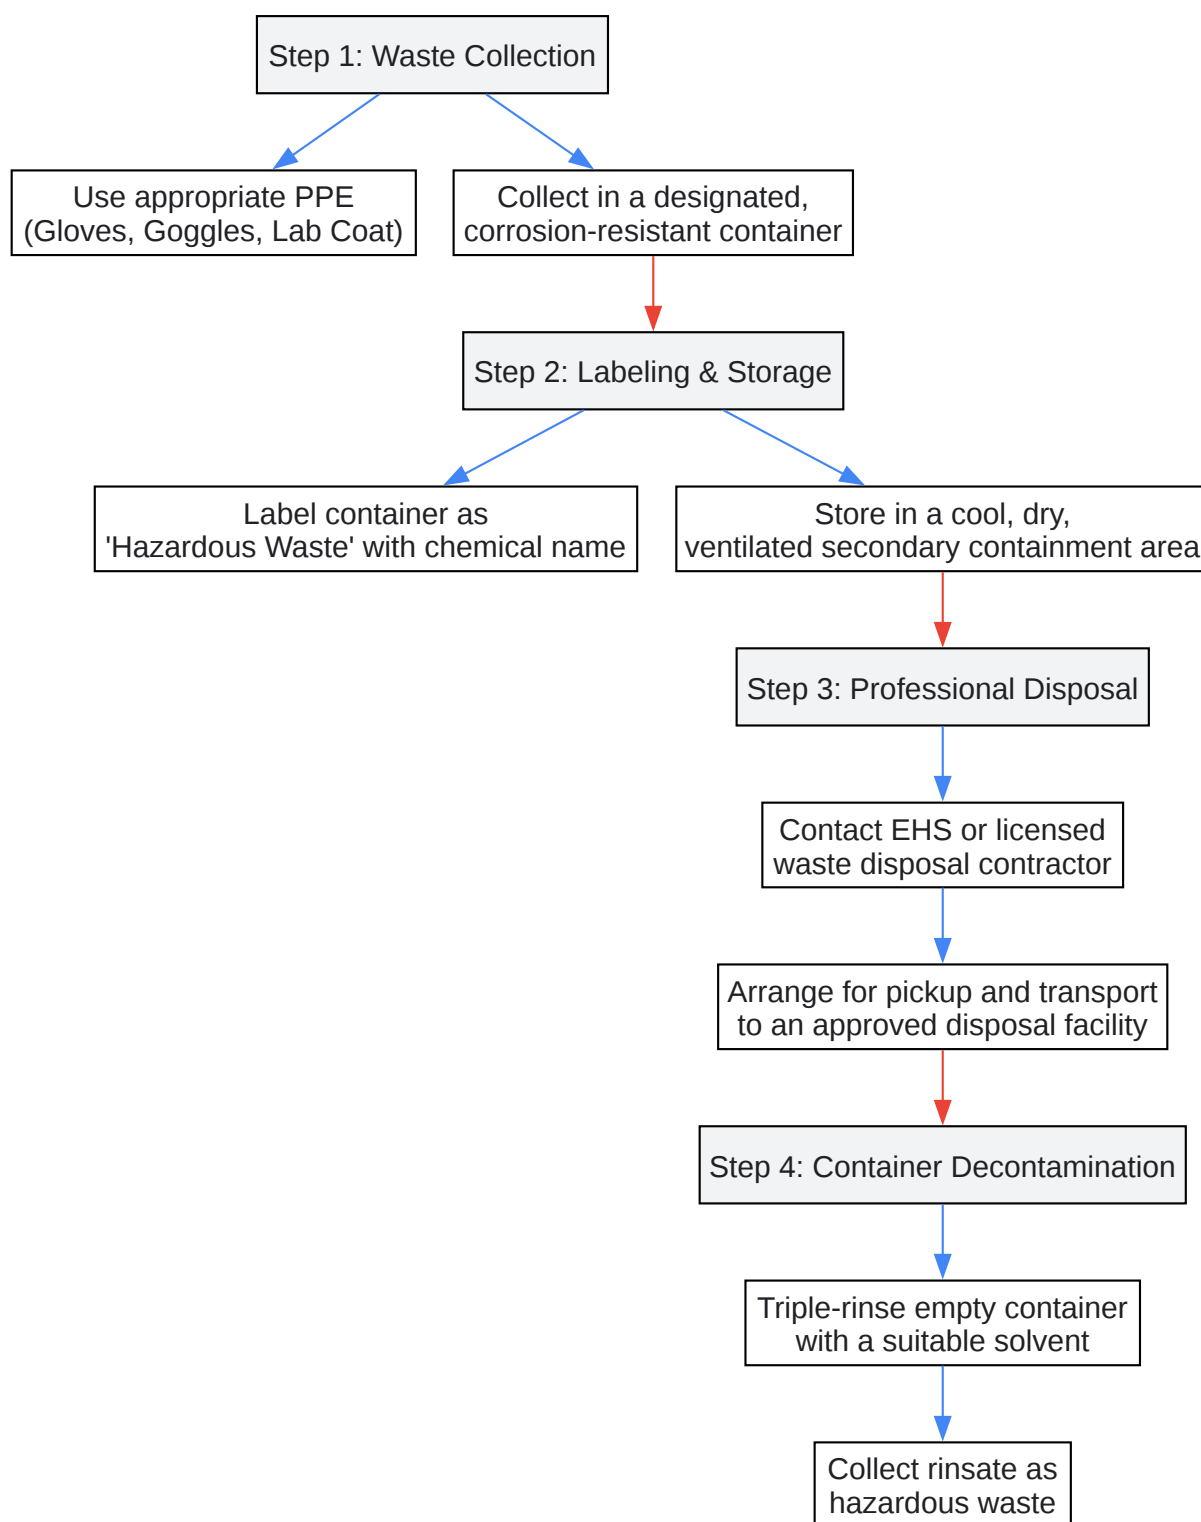 Step 1: Waste Collection
Use appropriate PPE
(Gloves, Goggles, Lab Coat)
Collect in a designated,
corrosion-resistant container
Step 2: Labeling & Storage
Label container as
'Hazardous Waste' with chemical name
Store in a cool, dry,
ventilated secondary containment area
Step 3: Professional Disposal
Contact EHS or licensed
waste disposal contractor
Arrange for pickup and transport
to an approved disposal facility
Step 4: Container Decontamination
Triple-rinse empty container
with a suitable solvent
Collect rinsate as
hazardous waste